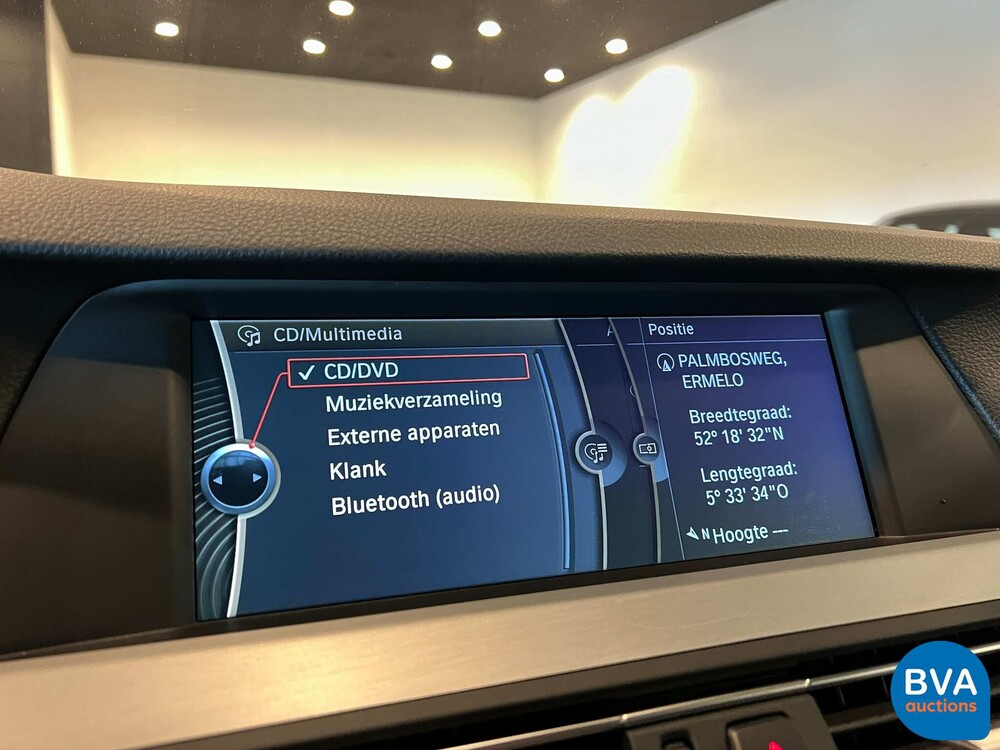 CD/Multimedia
✓ CD/DVD
Muziekverzameling
Externe apparaten
Klank
Bluetooth (audio)
Positie
PALMBOSWEG,
ERMELO
Breedtegraad:
52° 18' 32"N
Lengtegraad:
5° 33' 34"O
N Hoogte ---
BVA
auctions